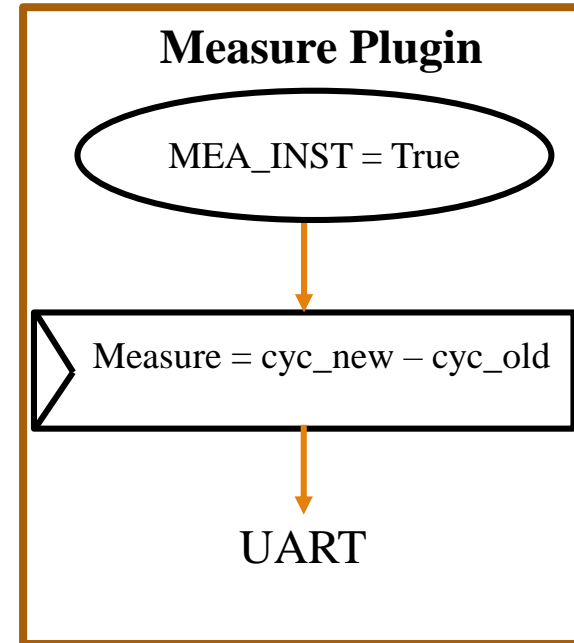 Measure Plugin
MEA_INST = True
Measure = cyc_new – cyc_old
UART